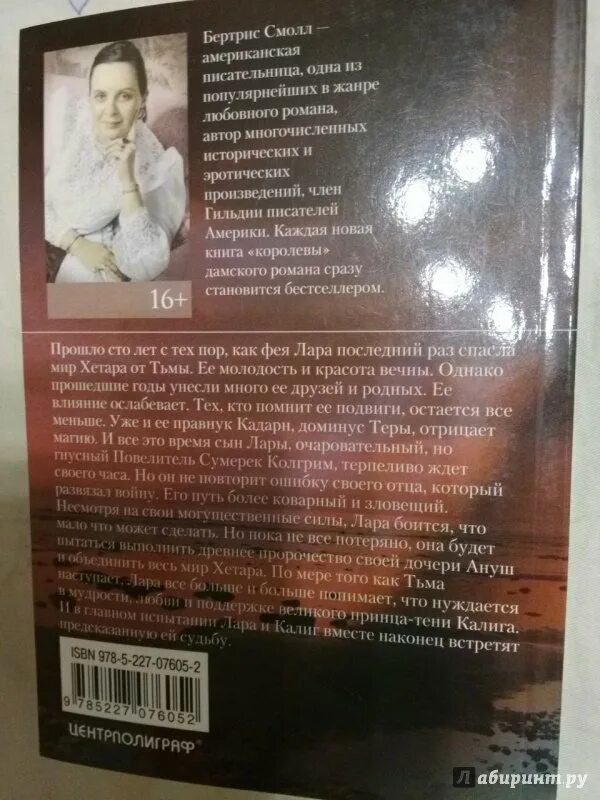 Бертрис Смолл —
американская
писательница, одна из
популярнейших в жанре
любовного романа,
автор многочисленных
исторических и
эротических
произведений, член
Гильдии писателей
Америки. Каждая новая
книга «королевы»
дамского романа сразу
становится бестселлером.
16+
Прошло сто лет с тех пор, как фея Лара последний раз спасла
мир Хетара от Тьмы. Ее молодость и красота вечны. Однако
прошедшие годы унесли много ее друзей и родных. Ее
влияние ослабевает. Тех, кто помнит ее подвиги, остается все
меньше. Уже и ее правнук Кадарн, доминус Теры, отрицает
магию. И все это время сын Лары, очаровательный, но
гнусный Повелитель Сумерек Колгрим, терпеливо ждет
своего часа. Но он не повторит ошибку своего отца, который
развязал войну. Его путь более коварный и зловещий.
Несмотря на свои могущественные силы, Лара боится, что
мало что может сделать. Но пока не все потеряно, она будет
пытаться выполнить древнее пророчество своей дочери Ануш
и объединить весь мир Хетара. По мере того как Тьма
наступает, Лара все больше и больше понимает, что нуждается
в мудрости, любви и поддержке великого принца-тени Калига.
И в главном испытании Лара и Калиг вместе наконец встретят
предсказанную ей судьбу.
ISBN 978-5-227-07605-2
9 785227 076052
ЦЕНТРПОЛИГРАФ®
Л абиринт.ру